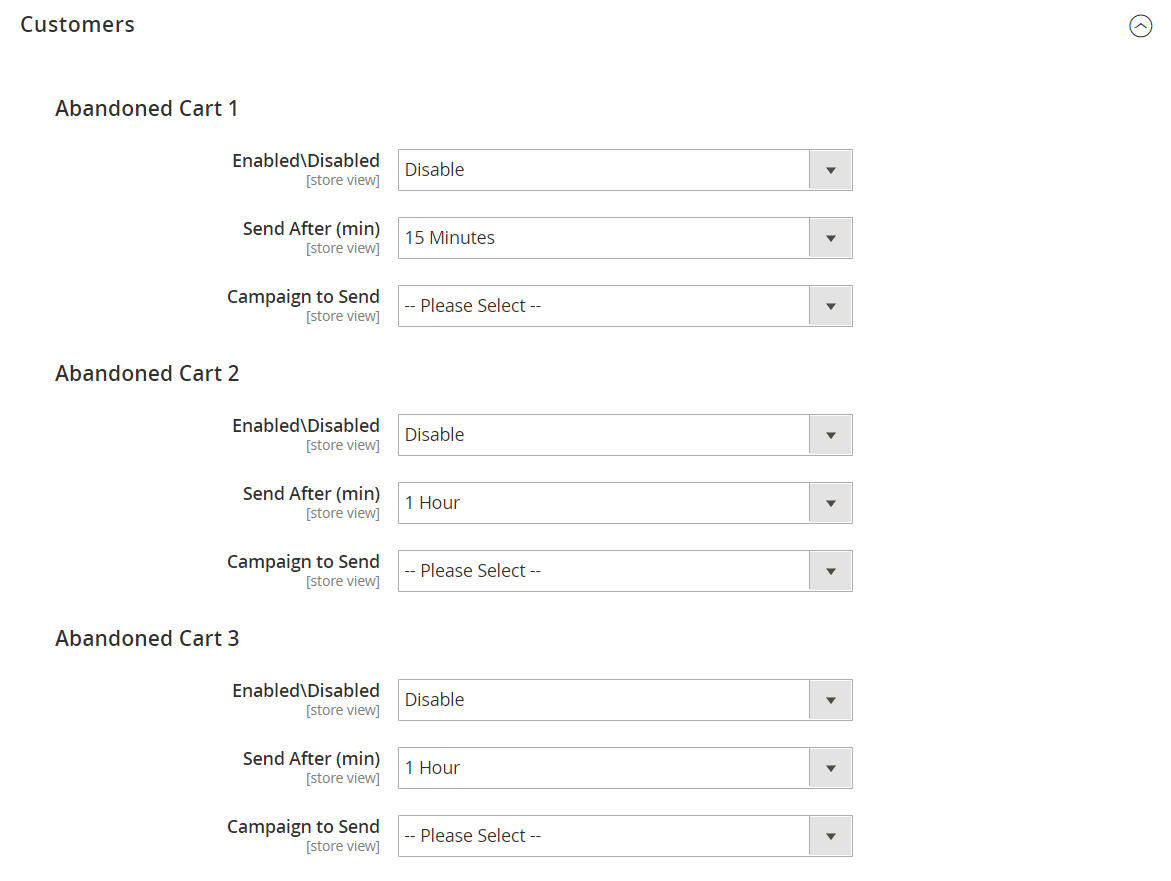 Customers
Abandoned Cart 1
Enabled\Disabled
[store view]
Disable
Send After (min)
[store view]
15 Minutes
Campaign to Send
[store view]
-- Please Select --
Abandoned Cart 2
Enabled\Disabled
[store view]
Disable
Send After (min)
[store view]
1 Hour
Campaign to Send
[store view]
-- Please Select --
Abandoned Cart 3
Enabled\Disabled
[store view]
Disable
Send After (min)
[store view]
1 Hour
Campaign to Send
[store view]
-- Please Select --